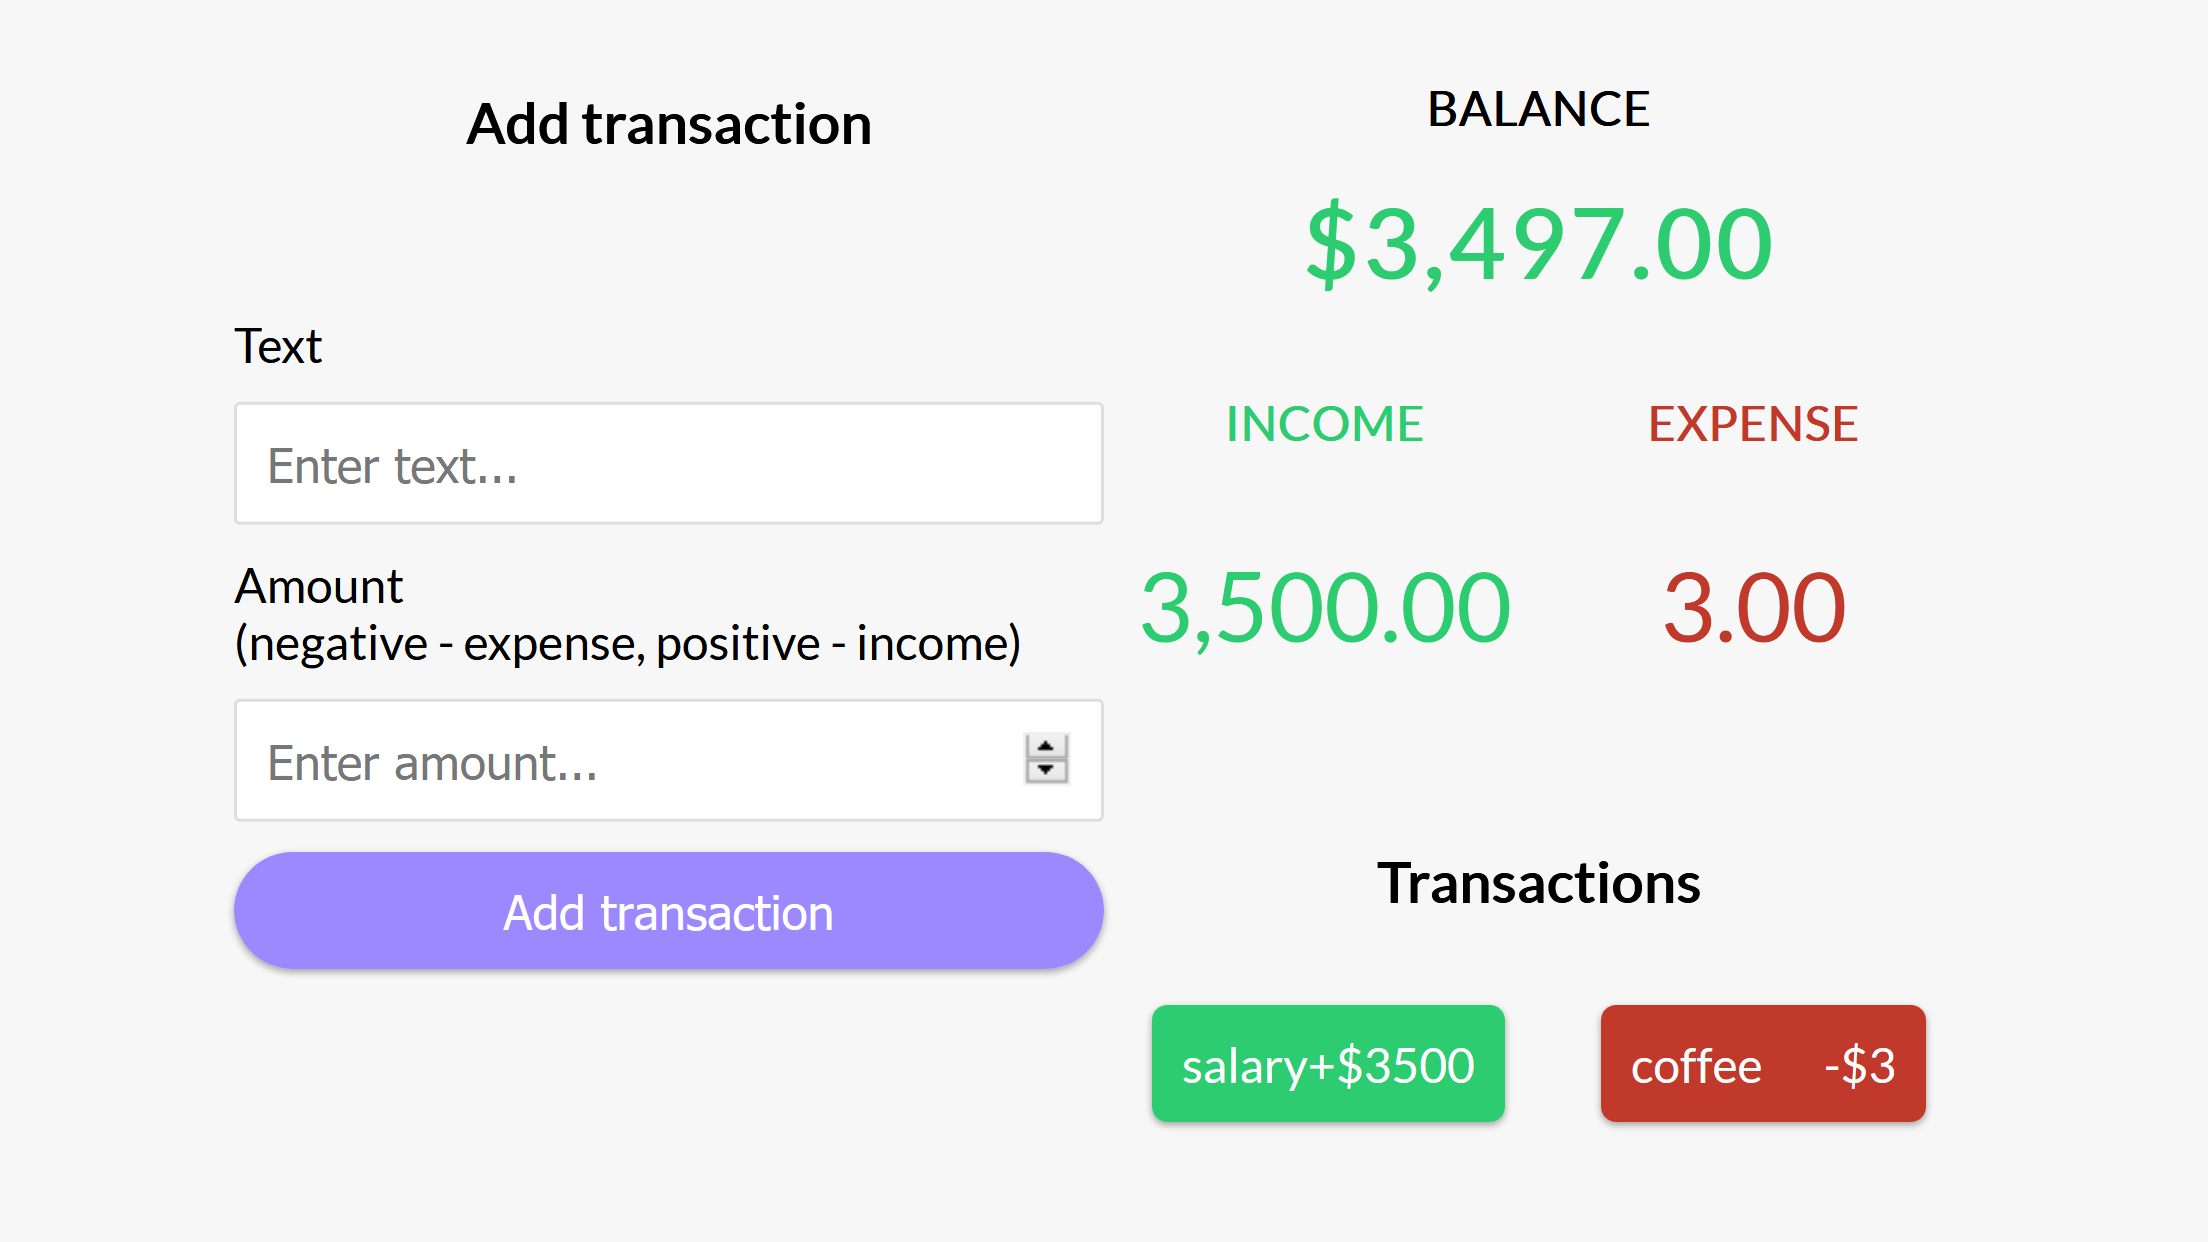 Add transaction
Text
Enter text...
Amount
(negative - expense, positive - income)
Enter amount...
Add transaction
BALANCE
$3,497.00
INCOME
EXPENSE
3,500.00
3.00
Transactions
salary+$3500
coffee -$3